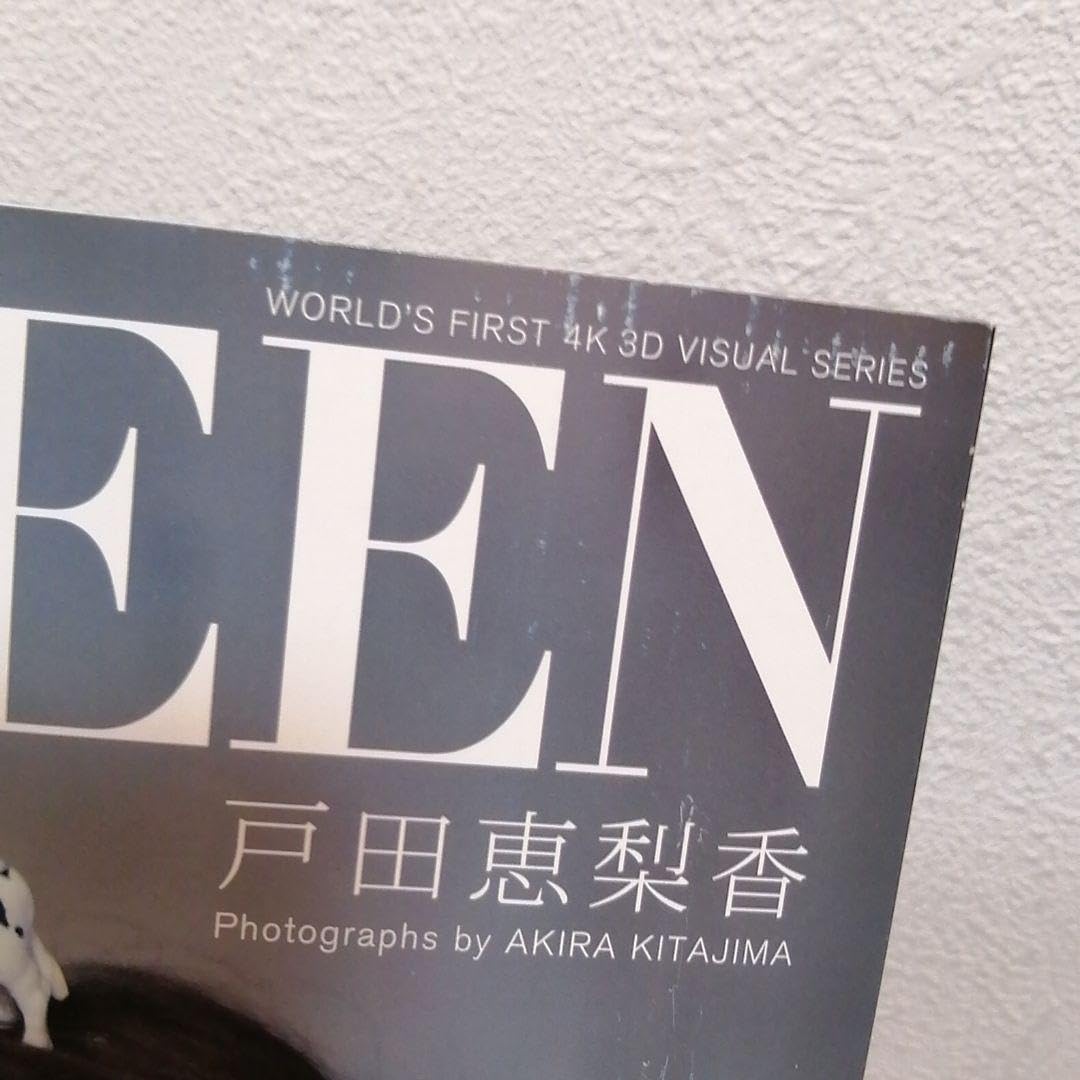 WORLD'S FIRST 4K 3D VISUAL SERIES
EEN
戸田恵梨香
Photographs by AKIRA KITAJIMA